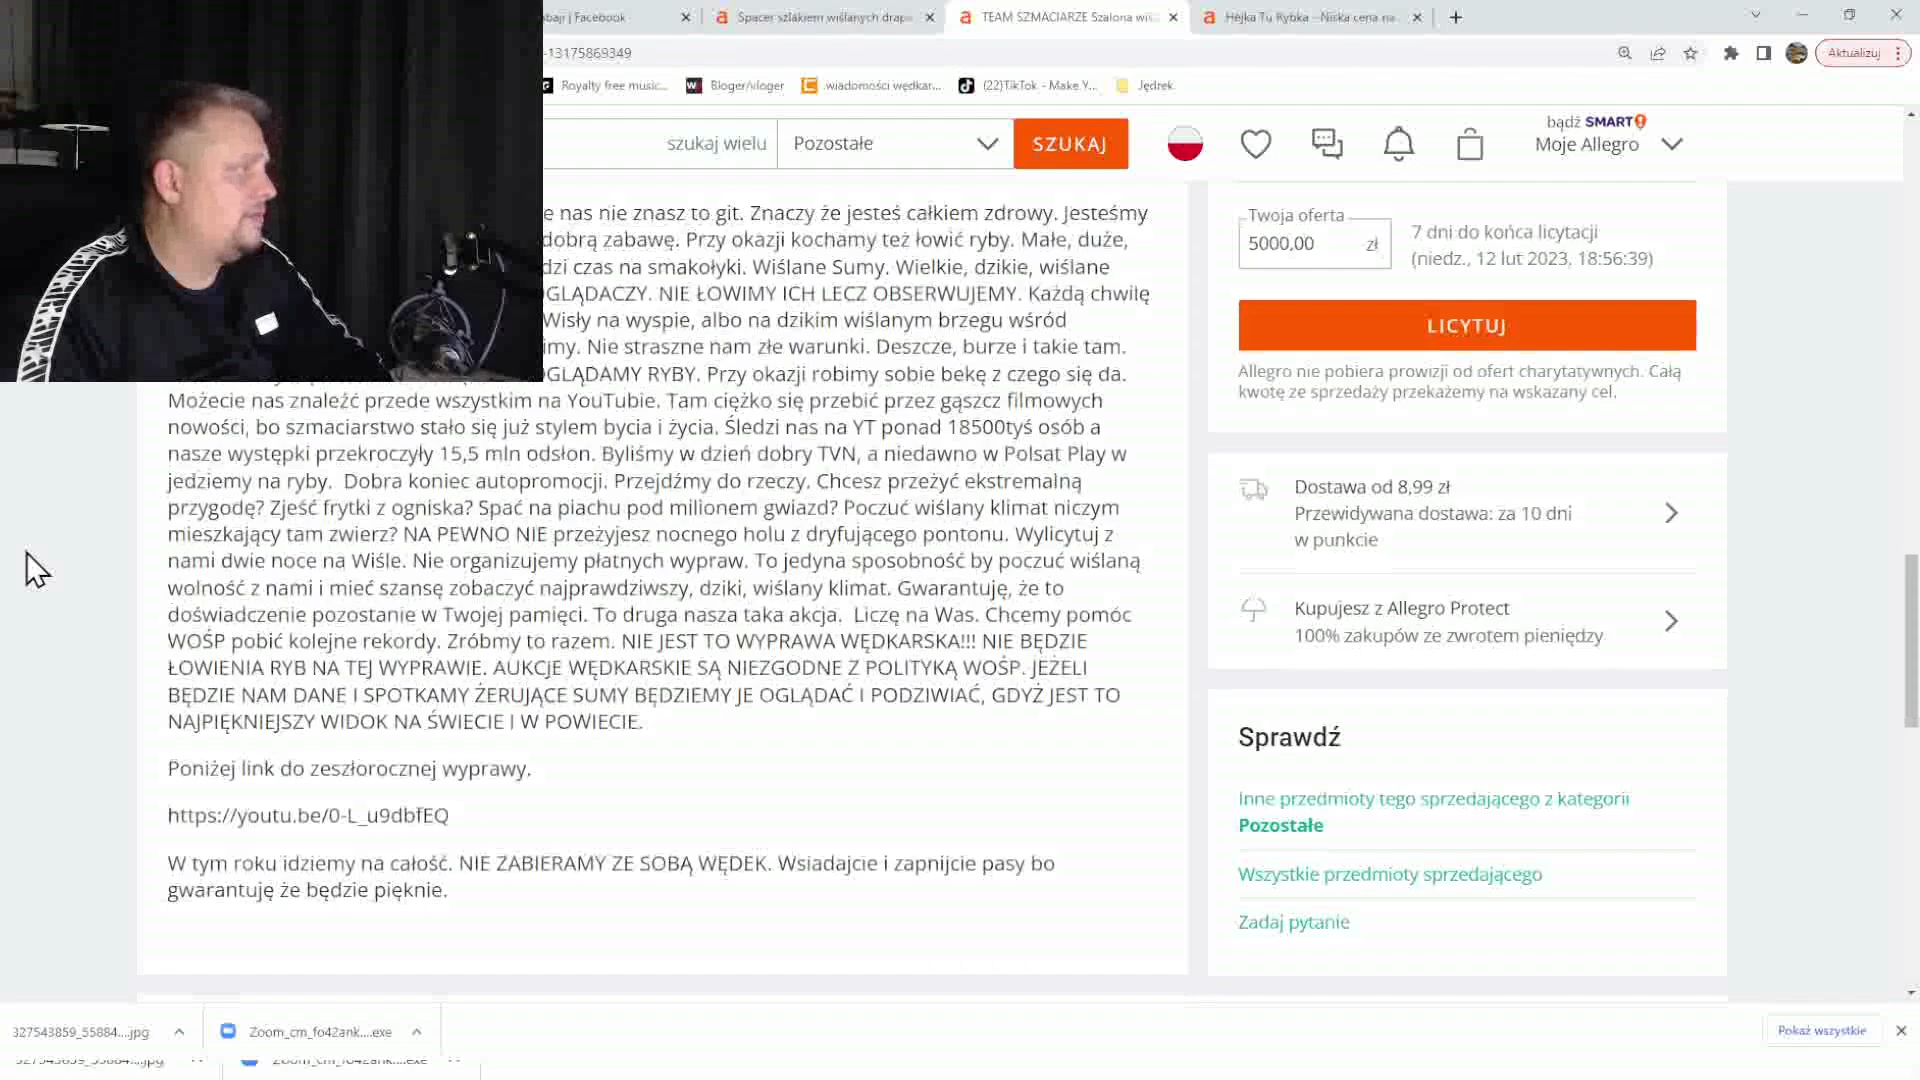 abaji | Facebook
Spacer szlakiem wiślanych drap
TEAM SZMACIARZE Szalona wiś
Hejka Tu Rybka - Niska cena na
-13175869349
Aktualizuj
Royalty free music...
Bloger/vloger
.wiadomości wędkar...
(22)TikTok - Make Y...
Jędrek
szukaj wielu
Pozostałe
SZUKAJ
bądź SMART!
Moje Allegro
e nas nie znasz to git. Znaczy że jesteś całkiem zdrowy. Jesteśmy
dobrą zabawę. Przy okazji kochamy też łowić ryby. Małe, duże,
dzi czas na smakołyki. Wiślane Sumy. Wielkie, dzikie, wiślane
OGLĄDACZY. NIE ŁOWIMY ICH LECZ OBSERWUJEMY. Każdą chwilę
Wisły na wyspie, albo na dzikim wiślanym brzegu wśród
imy. Nie straszne nam złe warunki. Deszcze, burze i takie tam.
OGLĄDAMY RYBY. Przy okazji robimy sobie bekę z czego się da.
Możecie nas znaleźć przede wszystkim na YouTubie. Tam ciężko się przebić przez gąszcz filmowych
nowości, bo szmaciarstwo stało się już stylem bycia i życia. Śledzi nas na YT ponad 18500tyś osób a
nasze występki przekroczyły 15,5 mln odsłon. Byliśmy w dzień dobry TVN, a niedawno w Polsat Play w
jedziemy na ryby.  Dobra koniec autopromocji. Przejdźmy do rzeczy. Chcesz przeżyć ekstremalną
przygodę? Zjeść frytki z ogniska? Spać na piachu pod milionem gwiazd? Poczuć wiślany klimat niczym
mieszkający tam zwierz? NA PEWNO NIE przeżyjesz nocnego holu z dryfującego pontonu. Wylicytuj z
nami dwie noce na Wiśle. Nie organizujemy płatnych wypraw. To jedyna sposobność by poczuć wiślaną
wolność z nami i mieć szansę zobaczyć najprawdziwszy, dziki, wiślany klimat. Gwarantuję, że to
doświadczenie pozostanie w Twojej pamięci. To druga nasza taka akcja.  Liczę na Was. Chcemy pomóc
WOŚP pobić kolejne rekordy. Zróbmy to razem. NIE JEST TO WYPRAWA WĘDKARSKA!!! NIE BĘDZIE
ŁOWIENIA RYB NA TEJ WYPRAWIE. AUKCJE WĘDKARSKIE SĄ NIEZGODNE Z POLITYKĄ WOŚP. JEŻELI
BĘDZIE NAM DANE I SPOTKAMY ŻERUJĄCE SUMY BĘDZIEMY JE OGLĄDAĆ I PODZIWIAĆ, GDYŻ JEST TO
NAJPIĘKNIEJSZY WIDOK NA ŚWIECIE I W POWIECIE.
Poniżej link do zeszłorocznej wyprawy.
https://youtu.be/0-L_u9dbfEQ
W tym roku idziemy na całość. NIE ZABIERAMY ZE SOBĄ WĘDEK. Wsiadajcie i zapnijcie pasy bo
gwarantuję że będzie pięknie.
Twoja oferta
5000,00 zł
7 dni do końca licytacji
(niedz., 12 lut 2023, 18:56:39)
LICYTUJ
Allegro nie pobiera prowizji od ofert charytatywnych. Całą
kwotę ze sprzedaży przekażemy na wskazany cel.
Dostawa od 8,99 zł
Przewidywana dostawa: za 10 dni
w punkcie
Kupujesz z Allegro Protect
100% zakupów ze zwrotem pieniędzy
Sprawdź
Inne przedmioty tego sprzedającego z kategorii
Pozostałe
Wszystkie przedmioty sprzedającego
Zadaj pytanie
327543859_55884....jpg
Zoom_cm_fo42ank....exe
Pokaż wszystkie